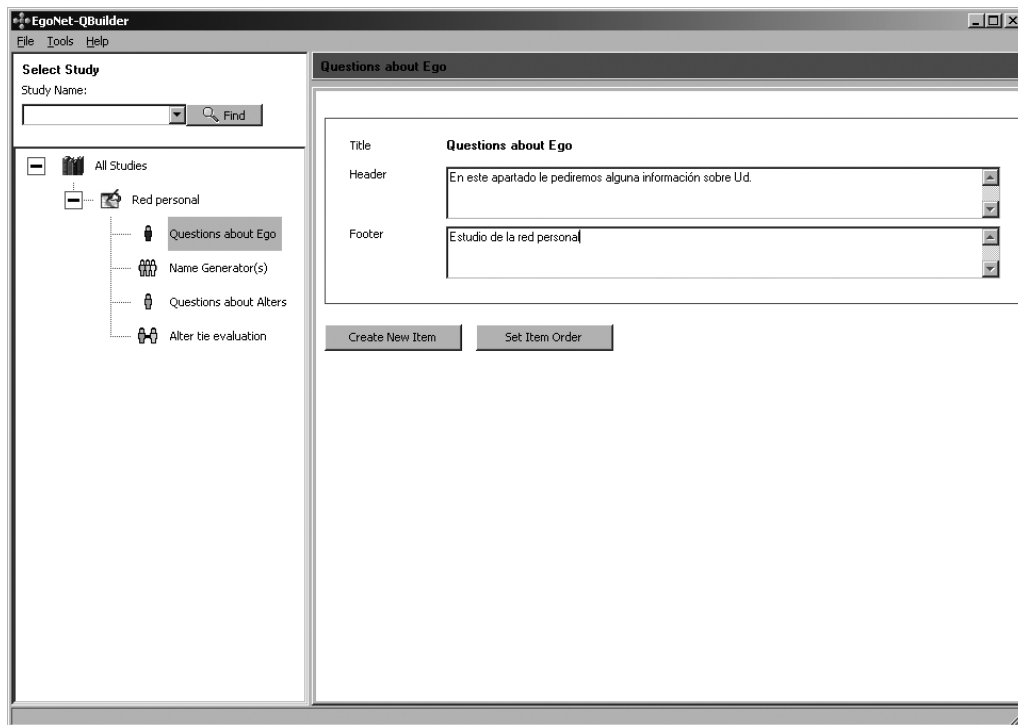 EgoNet-QBuilder
File Tools Help
Select Study
Study Name:
Find
All Studies
Red personal
Questions about Ego
Name Generator(s)
Questions about Alters
Alter tie evaluation
Questions about Ego
Title Questions about Ego
Header En este apartado le pediremos alguna información sobre Ud.
Footer Estudio de la red personal
Create New Item Set Item Order